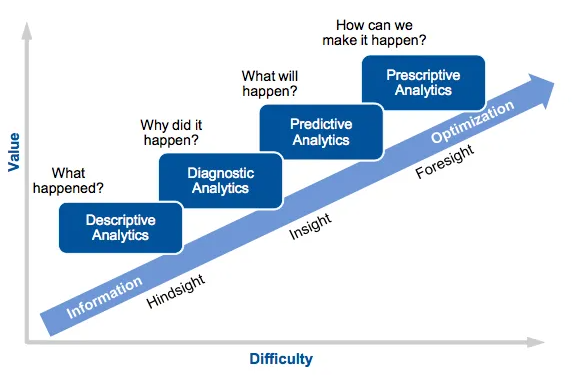 How can we
make it happen?
Prescriptive
Analytics
What will
happen?
Predictive
Analytics
Optimization
Why did it
happen?
Diagnostic
Analytics
Foresight
What
happened?
Descriptive
Analytics
Insight
Information
Hindsight
Value
Difficulty